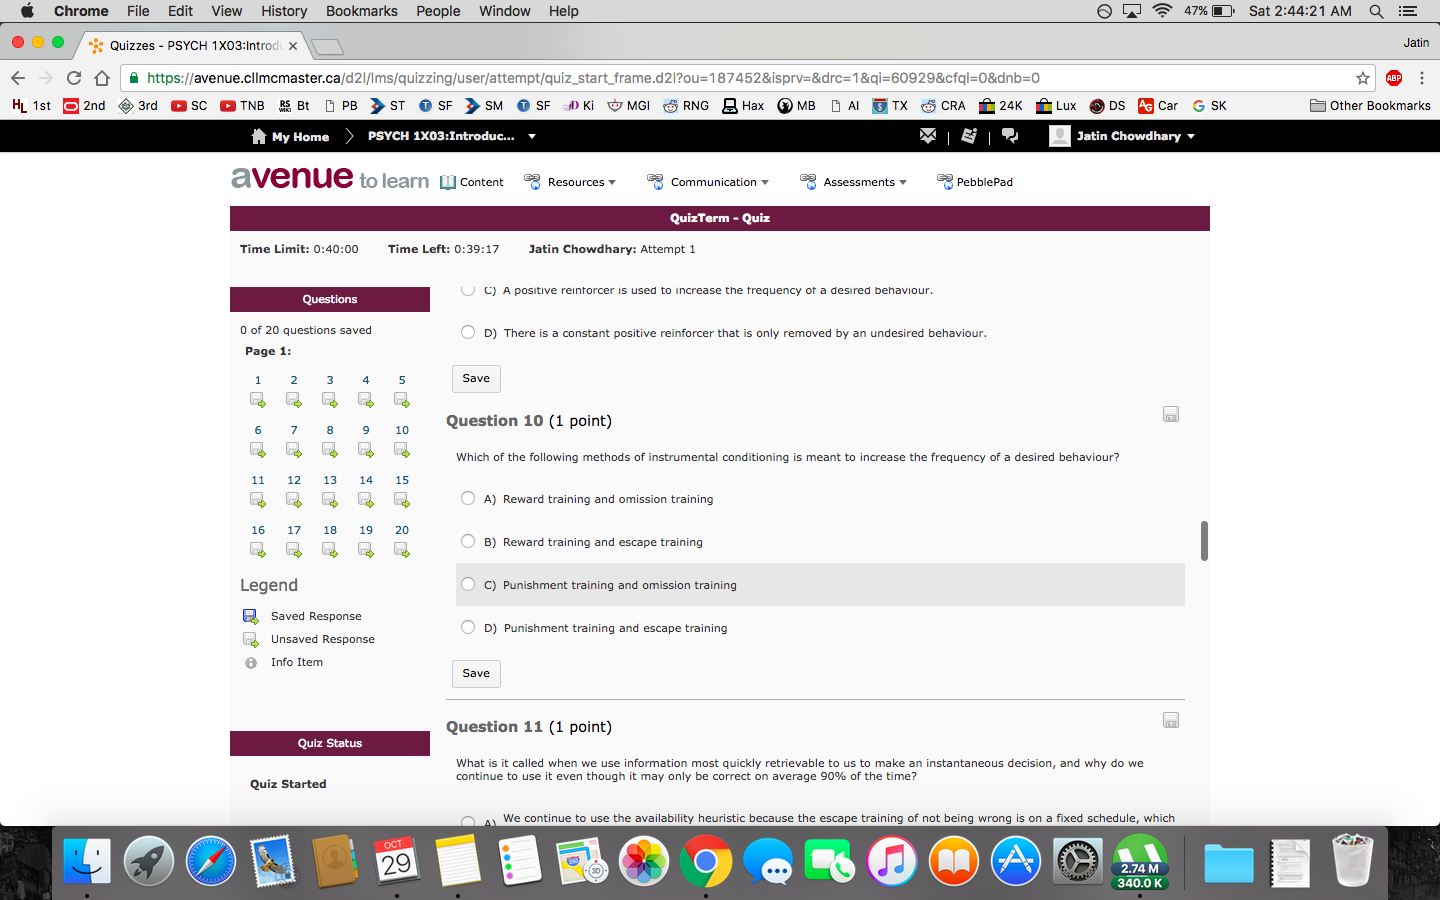 Chrome File Edit View History Bookmarks People Window Help 47% Sat 2:44:21 AM
Quizzes - PSYCH 1X03:Introdu Jatin
https://avenue.cllmcmaster.ca/d2l/lms/quizzing/user/attempt/quiz_start_frame.d2l?ou=187452&isprv=&drc=1&qi=60929&cfql=0&dnb=0 ABP
HL 1st 2nd 3rd SC TNB RS WIKI Bt PB ST SF SM SF Ki MGI RNG Hax MB AI TX CRA 24K Lux DS AG Car SK Other Bookmarks
My Home PSYCH 1X03:Introduc... Jatin Chowdhary
avenue to learn Content Resources Communication Assessments PebblePad
QuizTerm - Quiz
Time Limit: 0:40:00 Time Left: 0:39:17 Jatin Chowdhary: Attempt 1
Questions
0 of 20 questions saved
Page 1:
1 2 3 4 5
6 7 8 9 10
11 12 13 14 15
16 17 18 19 20
Legend
Saved Response
Unsaved Response
Info Item
Quiz Status
Quiz Started
C) A positive reinforcer is used to increase the frequency of a desired behaviour.
D) There is a constant positive reinforcer that is only removed by an undesired behaviour.
Save
Question 10 (1 point)
Which of the following methods of instrumental conditioning is meant to increase the frequency of a desired behaviour?
A) Reward training and omission training
B) Reward training and escape training
C) Punishment training and omission training
D) Punishment training and escape training
Save
Question 11 (1 point)
What is it called when we use information most quickly retrievable to us to make an instantaneous decision, and why do we
continue to use it even though it may only be correct on average 90% of the time?
A) We continue to use the availability heuristic because the escape training of not being wrong is on a fixed schedule, which
OCT
29
3D
2.74 M
340.0 K